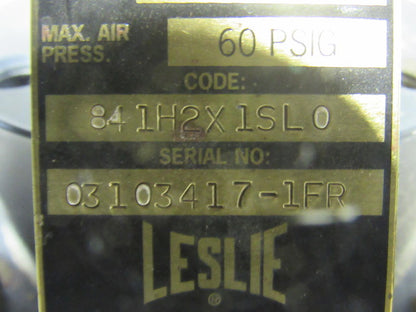 MAX. AIR
PRESS.
60 PSIG
CODE:
841H2X1SL0
SERIAL NO:
03103417-1FR
LESLIE
®